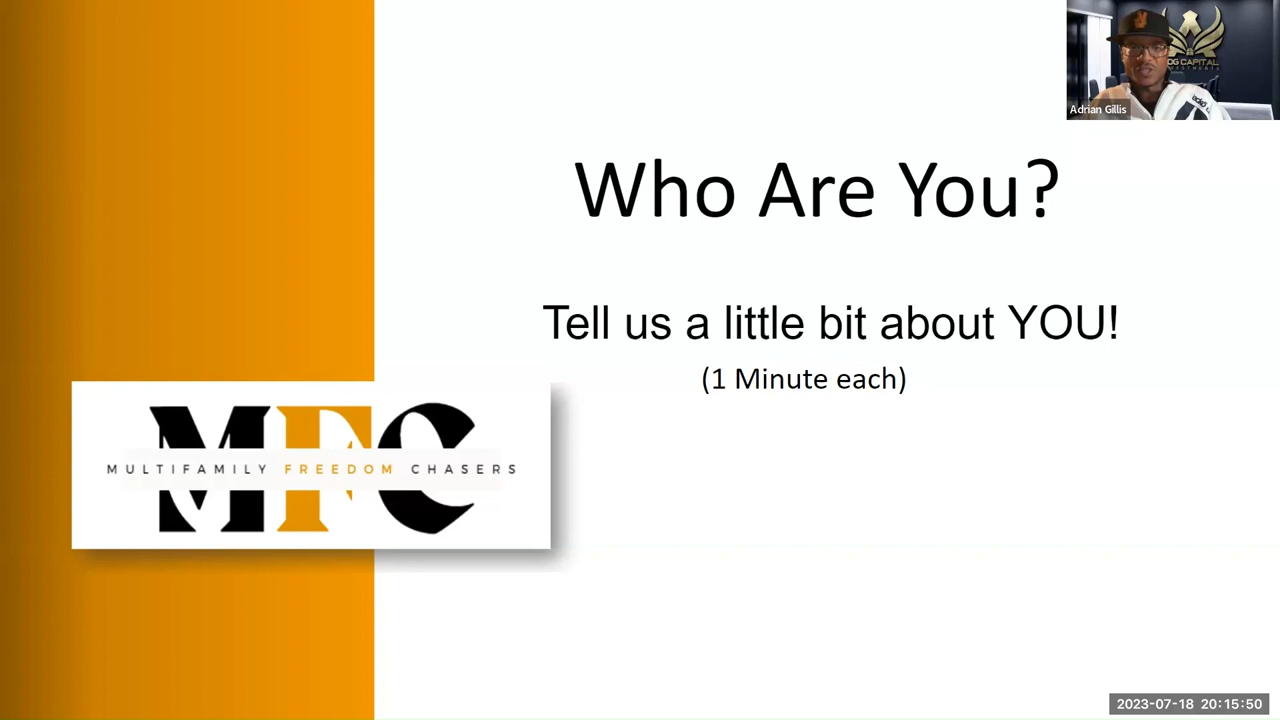 Adrian Gillis
Who Are You?
Tell us a little bit about YOU!
(1 Minute each)
MFC
MULTIFAMILY FREEDOM CHASERS
2023-07-18 20:15:50